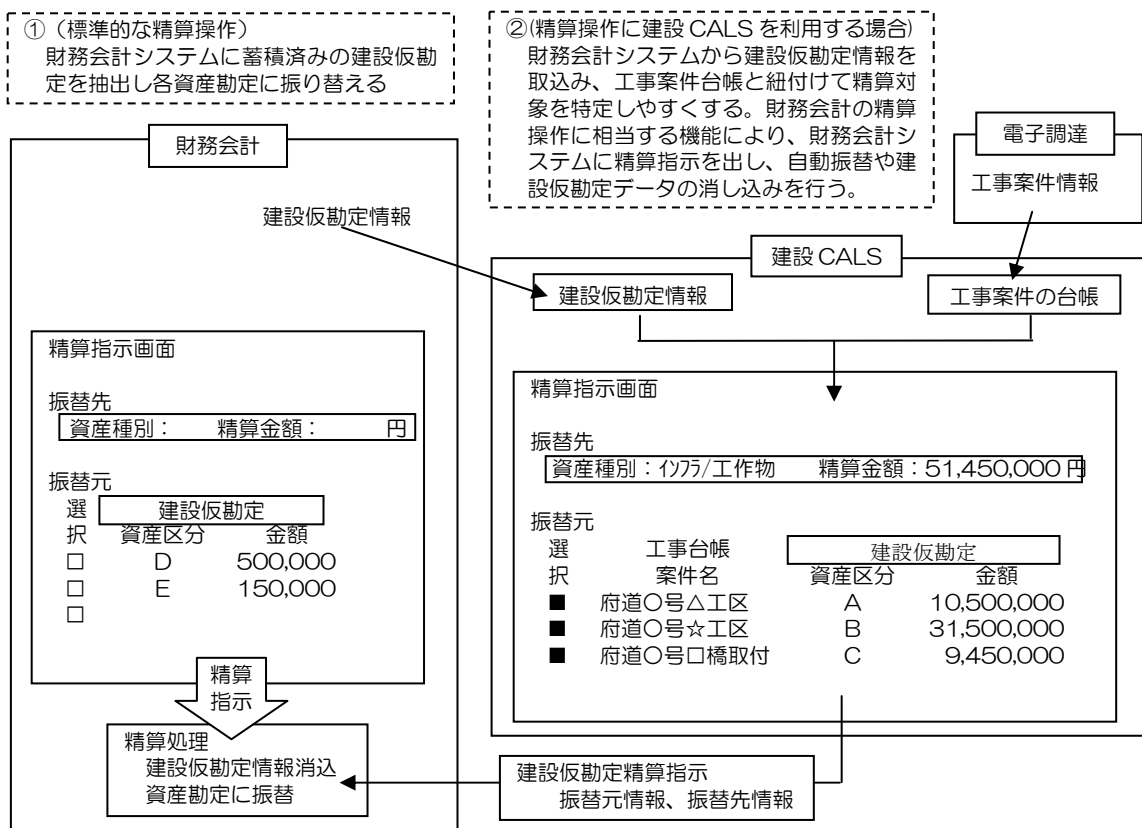 ①（標準的な精算操作）
財務会計システムに蓄積済みの建設仮勘
定を抽出し各資産勘定に振り替える
②(精算操作に建設 CALS を利用する場合)
財務会計システムから建設仮勘定情報を
取込み、工事案件台帳と紐付けて精算対
象を特定しやすくする。財務会計の精算
操作に相当する機能により、財務会計シ
ステムに精算指示を出し、自動振替や建
設仮勘定データの消し込みを行う。
電子調達
工事案件情報
財務会計
建設仮勘定情報
建設 CALS
建設仮勘定情報
工事案件の台帳
精算指示画面
振替先
資産種別： 精算金額： 円
振替元
選択 建設仮勘定
資産区分 金額
□ D 500,000
□ E 150,000
□
精算
指示
精算処理
建設仮勘定情報消込
資産勘定に振替
精算指示画面
振替先
資産種別：ｲﾝﾌﾗ/工作物 精算金額：51,450,000 円
振替元
選 工事台帳 建設仮勘定
択 案件名 資産区分 金額
■ 府道○号△工区 A 10,500,000
■ 府道○号☆工区 B 31,500,000
■ 府道○号口橋取付 C 9,450,000
建設仮勘定精算指示
振替元情報、振替先情報